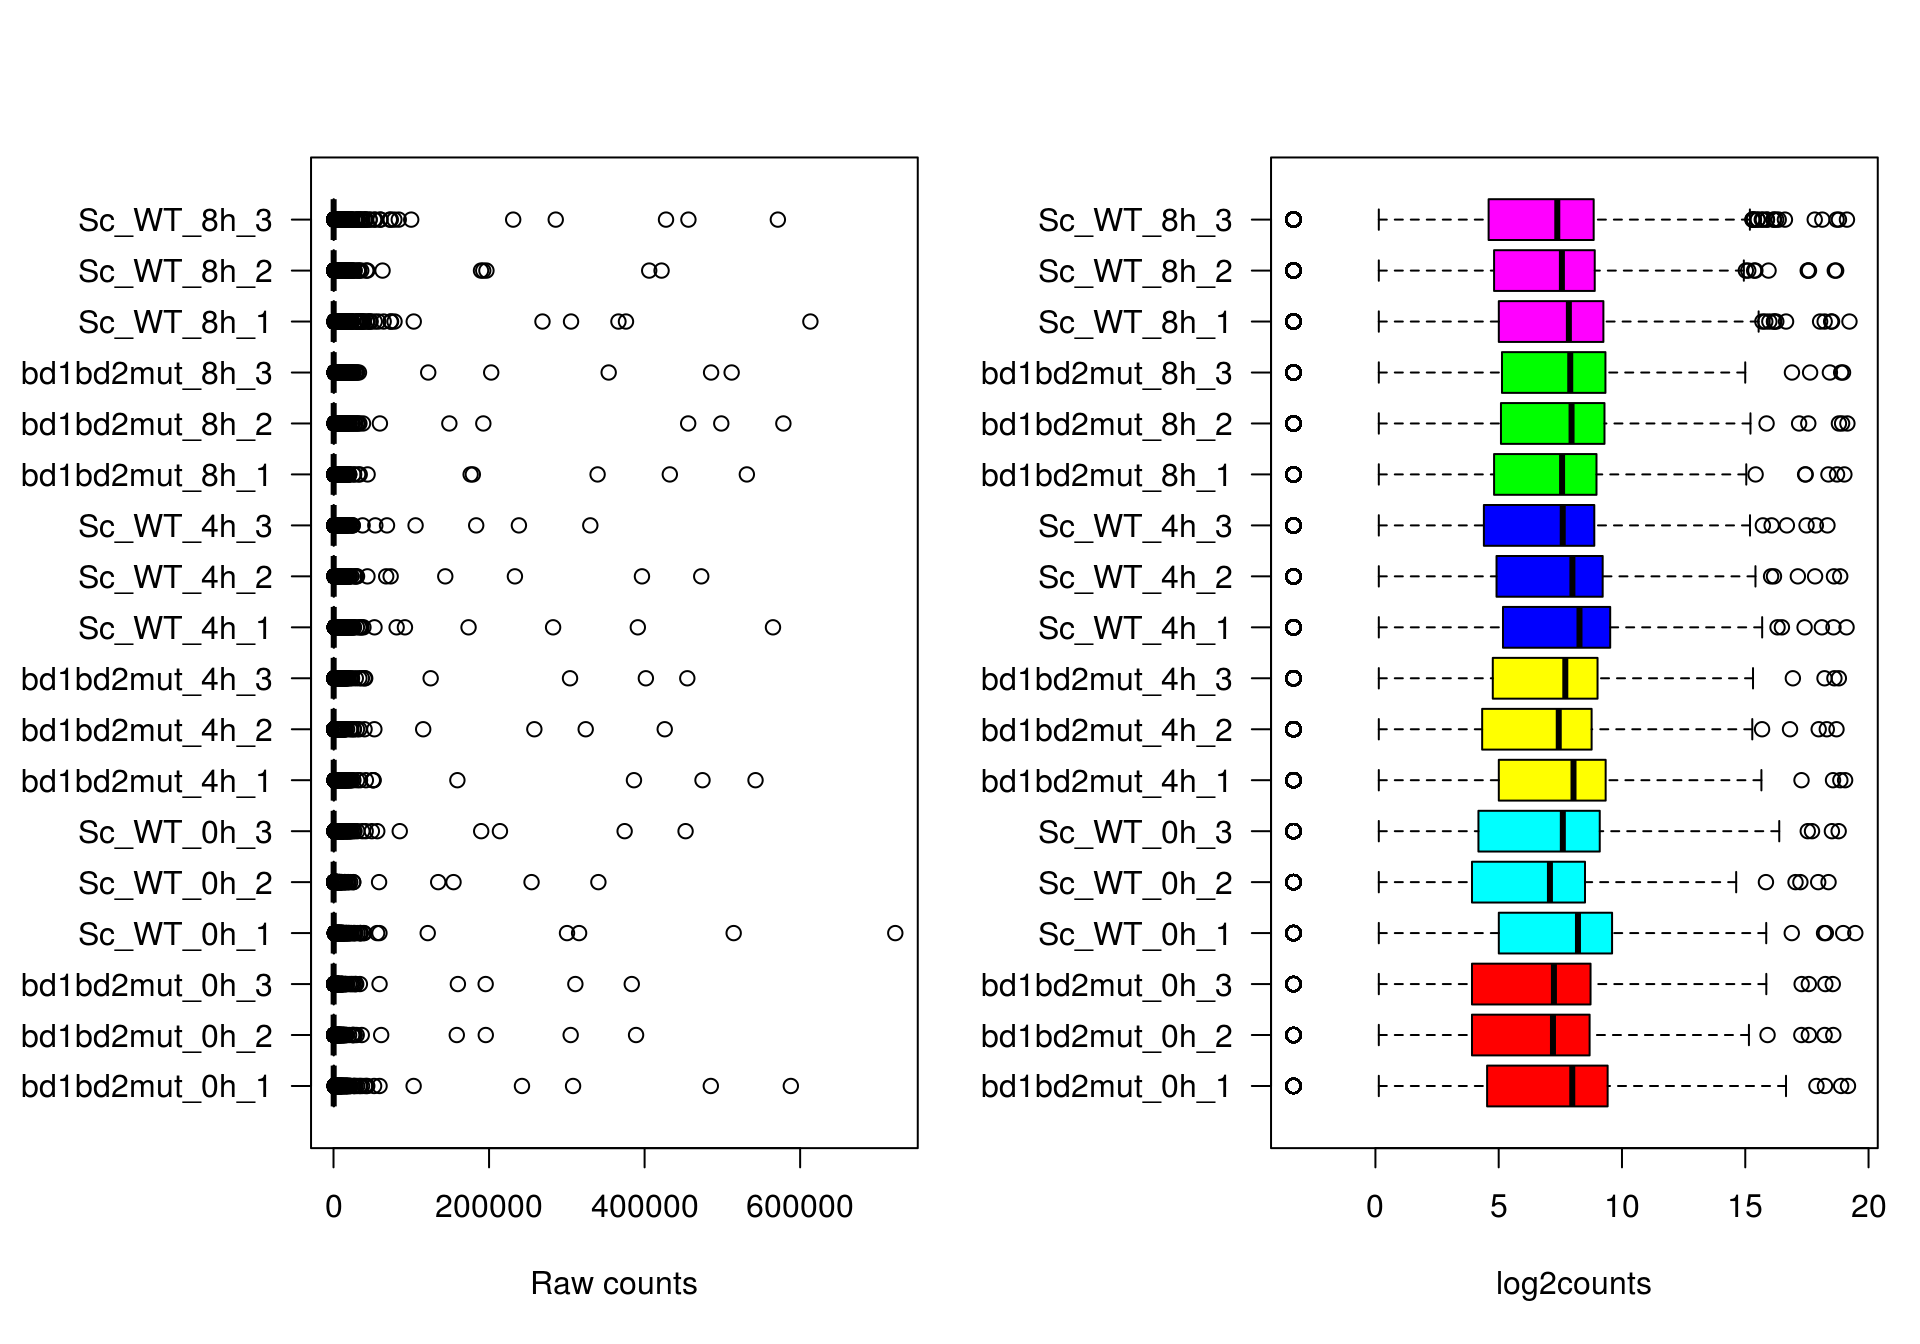 Sc_WT_8h_3
Sc_WT_8h_2
Sc_WT_8h_1
bd1bd2mut_8h_3
bd1bd2mut_8h_2
bd1bd2mut_8h_1
Sc_WT_4h_3
Sc_WT_4h_2
Sc_WT_4h_1
bd1bd2mut_4h_3
bd1bd2mut_4h_2
bd1bd2mut_4h_1
Sc_WT_0h_3
Sc_WT_0h_2
Sc_WT_0h_1
bd1bd2mut_0h_3
bd1bd2mut_0h_2
bd1bd2mut_0h_1
0 200000 400000 600000
Raw counts
Sc_WT_8h_3
Sc_WT_8h_2
Sc_WT_8h_1
bd1bd2mut_8h_3
bd1bd2mut_8h_2
bd1bd2mut_8h_1
Sc_WT_4h_3
Sc_WT_4h_2
Sc_WT_4h_1
bd1bd2mut_4h_3
bd1bd2mut_4h_2
bd1bd2mut_4h_1
Sc_WT_0h_3
Sc_WT_0h_2
Sc_WT_0h_1
bd1bd2mut_0h_3
bd1bd2mut_0h_2
bd1bd2mut_0h_1
0 5 10 15 20
log2counts